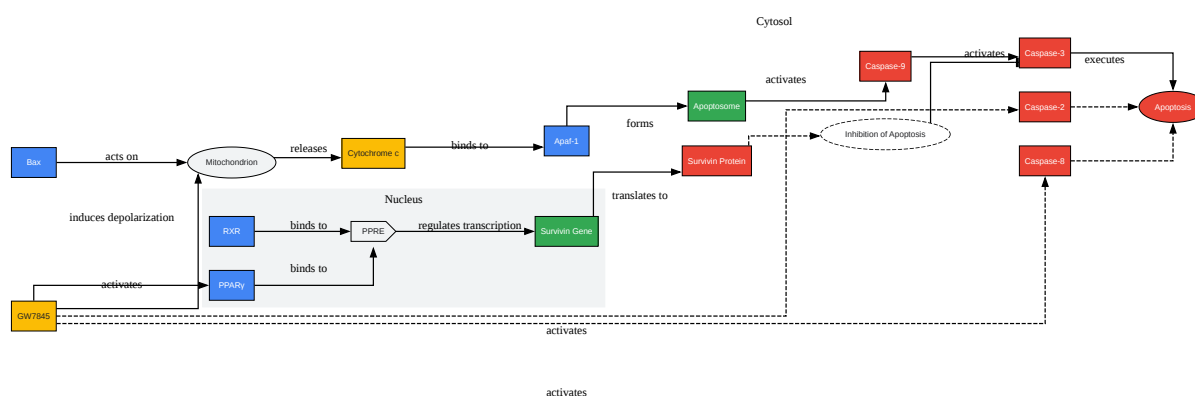 Cytosol
Caspase-3
activates
executes
Caspase-9
activates
Caspase-2
Apoptosis
Apoptosome
forms
Inhibition of Apoptosis
Apaf-1
binds to
Cytochrome c
releases
Mitochondrion
acts on
Bax
Survivin Protein
Caspase-8
translates to
Nucleus
induces depolarization
RXR
binds to
PPRE
regulates transcription
Survivin Gene
binds to
PPARγ
activates
GW7845
activates
activates